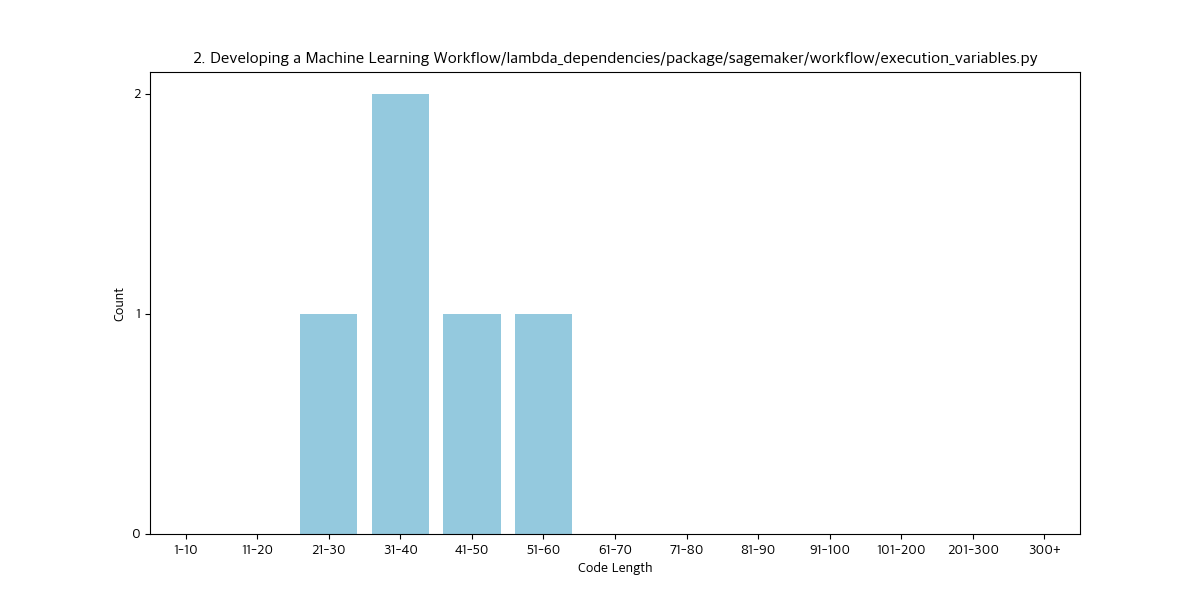 2. Developing a Machine Learning Workflow/lambda_dependencies/package/sagemaker/workflow/execution_variables.py
2
1
0
Count
1-10 11-20 21-30 31-40 41-50 51-60 61-70 71-80 81-90 91-100 101-200 201-300 300+
Code Length